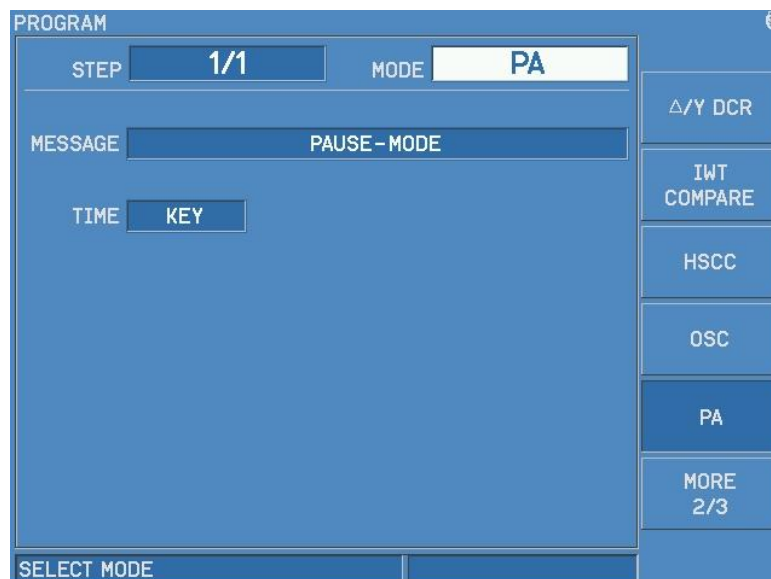 PROGRAM
STEP 1/1 MODE PA
MESSAGE PAUSE-MODE
TIME KEY
△/Y DCR
IWT
COMPARE
HSCC
OSC
PA
MORE
2/3
SELECT MODE